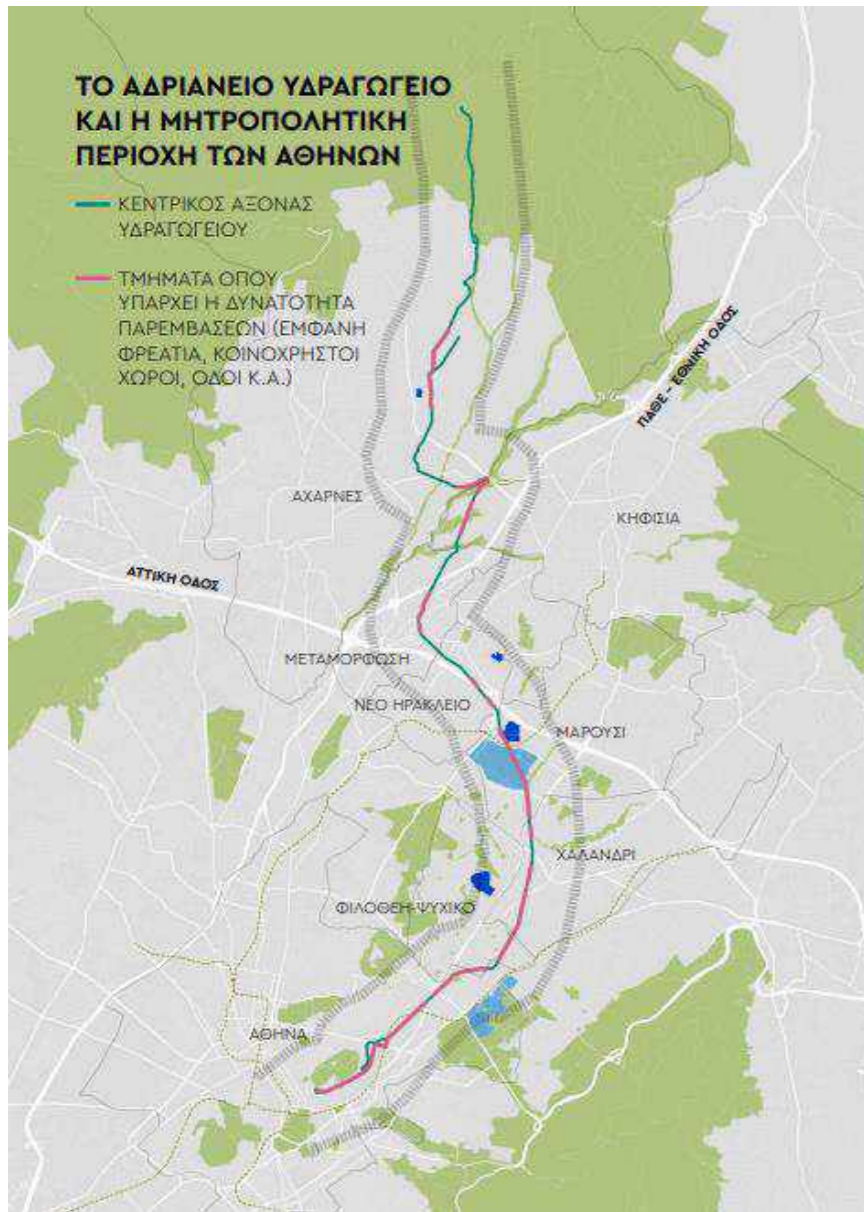 ΤΟ ΑΔΡΙΑΝΕΙΟ ΥΔΡΑΓΩΓΕΙΟ
ΚΑΙ Η ΜΗΤΡΟΠΟΛΗΤΙΚΗ
ΠΕΡΙΟΧΗ ΤΩΝ ΑΘΗΝΩΝ
ΚΕΝΤΡΙΚΟΣ ΑΞΟΝΑΣ
ΥΔΡΑΓΩΓΕΙΟΥ
ΤΜΗΜΑΤΑ ΟΠΟΥ
ΥΠΑΡΧΕΙ Η ΔΥΝΑΤΟΤΗΤΑ
ΠΑΡΕΜΒΑΣΕΩΝ (ΕΜΦΑΝΗ
ΦΡΕΑΤΙΑ, ΚΟΙΝΟΧΡΗΣΤΟΙ
ΧΩΡΟΙ, ΟΔΟΙ Κ.Α.)
ΠΑΘΕ - ΕΘΝΙΚΗ ΟΔΟΣ
ΑΧΑΡΝΕΣ
ΚΗΦΙΣΙΑ
ΑΤΤΙΚΗ ΟΔΟΣ
ΜΕΤΑΜΟΡΦΩΣΗ
ΝΕΟ ΗΡΑΚΛΕΙΟ
ΜΑΡΟΥΣΙ
ΧΑΛΑΝΔΡΙ
ΦΙΛΟΘΕΗ-ΨΥΧΙΚΟ
ΑΘΗΝΑ